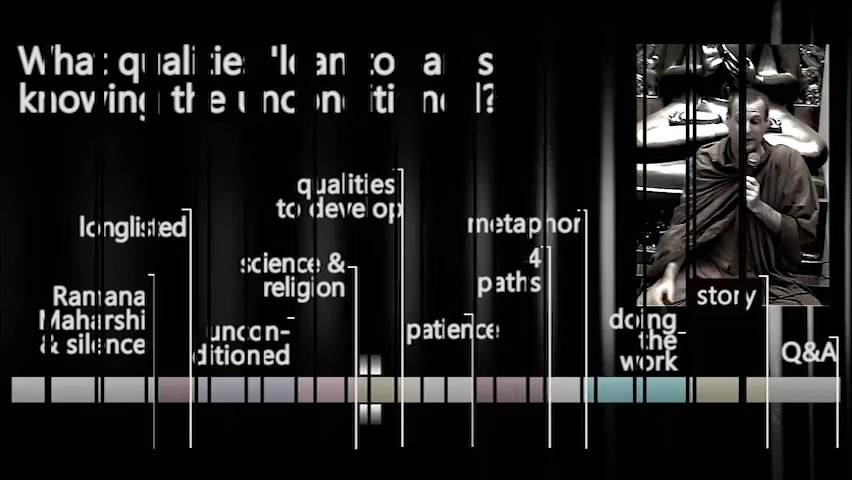 What qualities 'lean towards
knowing the unconditioned'?
qualities
to develop
longlisted
metaphor
science &
religion
4
paths
Ramana
Maharshi
& silence
uncon-
ditioned
patience
story
doing
the
work
Q&A